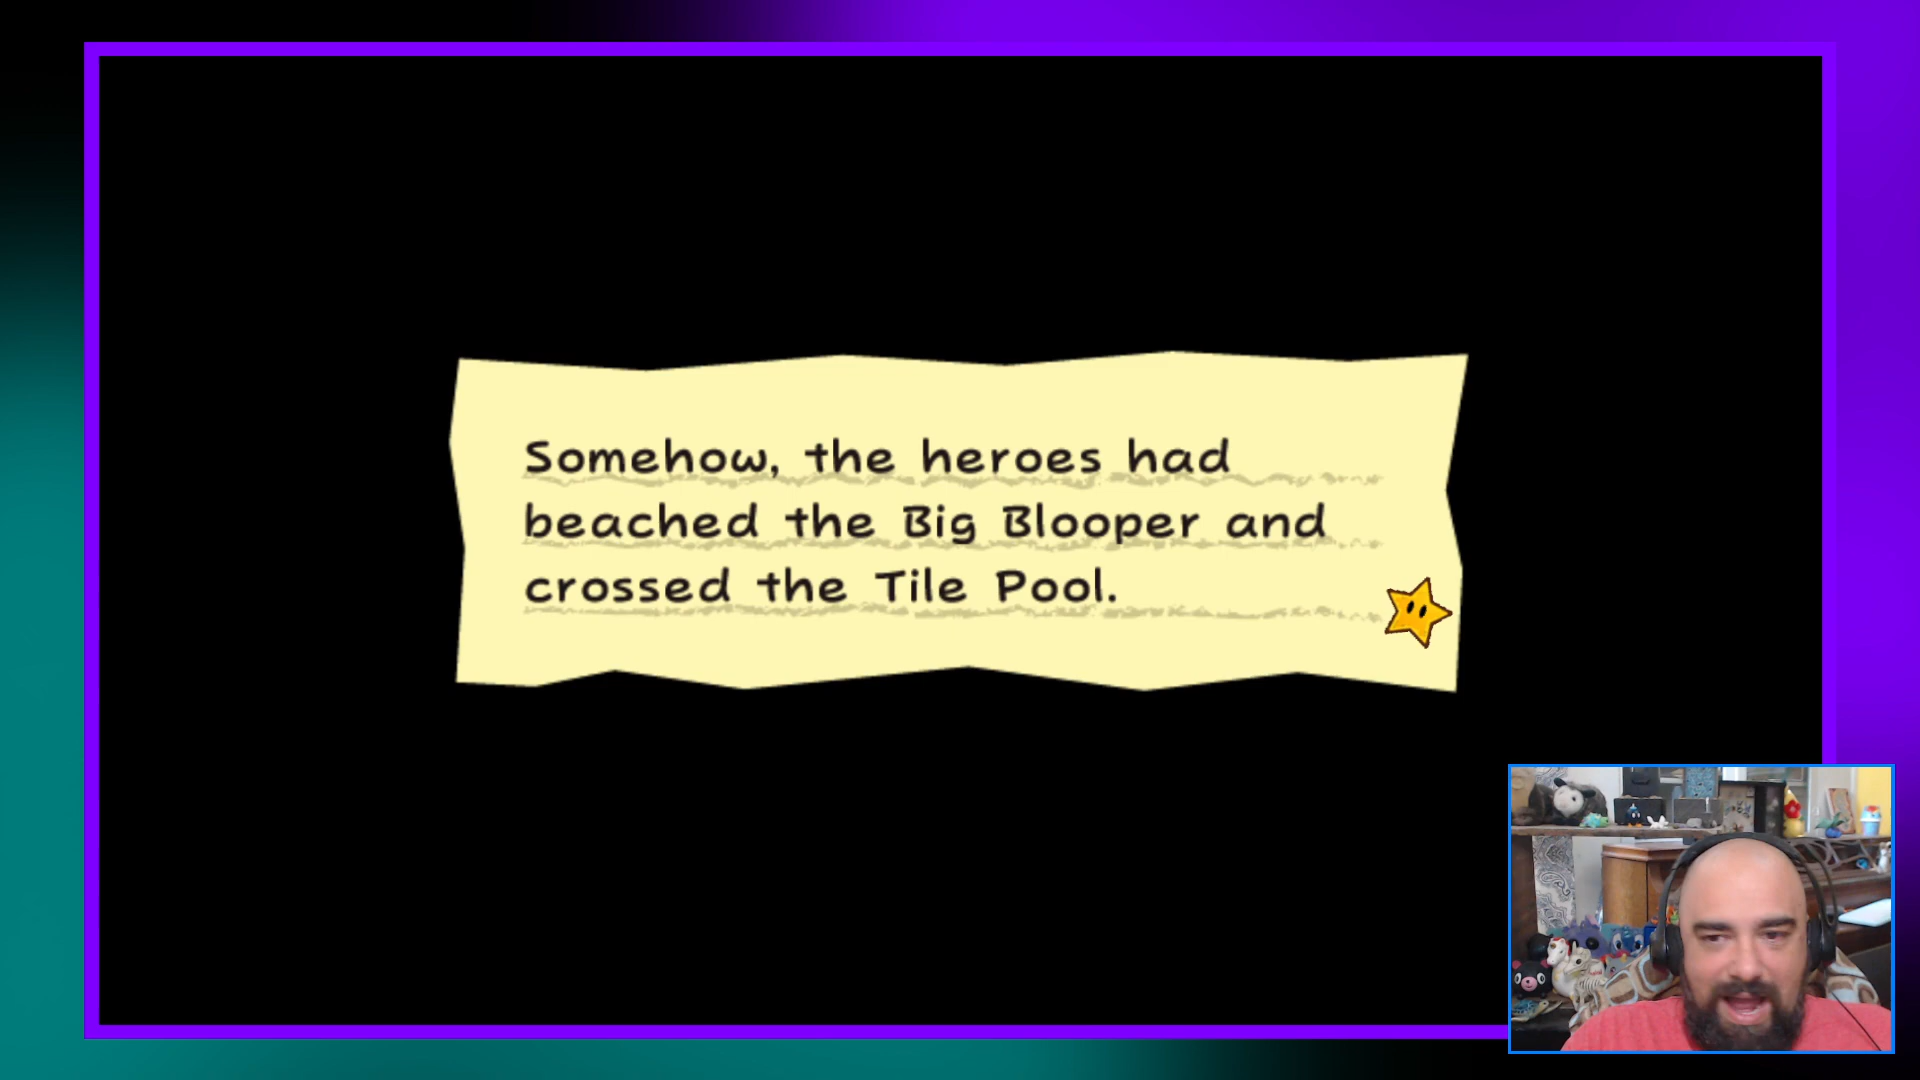 Somehow, the heroes had
beached the Big Blooper and
crossed the Tile Pool.